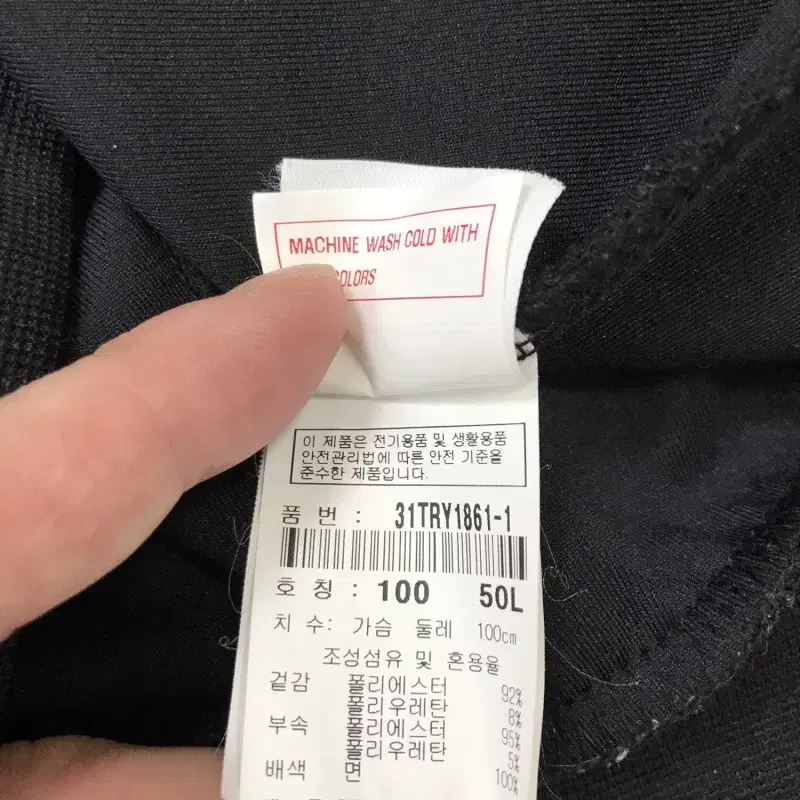 MACHINE WASH COLD WITH
COLORS
이 제품은 전기용품 및 생활용품
안전관리법에 따른 안전 기준을
준수한 제품입니다.
품 번 : 31TRY1861-1
호 칭 : 100 50L
치 수: 가슴 둘레 100cm
조성섬유 및 혼용율
겉감 폴리에스터 92%
폴리우레탄 8%
부속 폴리에스터 95%
폴리우레탄 5%
배색 면 100%